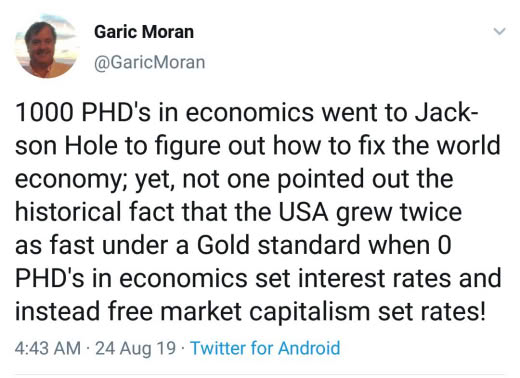 Garic Moran
@GaricMoran
1000 PHD's in economics went to Jack-
son Hole to figure out how to fix the world
economy; yet, not one pointed out the
historical fact that the USA grew twice
as fast under a Gold standard when 0
PHD's in economics set interest rates and
instead free market capitalism set rates!
4:43 AM · 24 Aug 19 · Twitter for Android